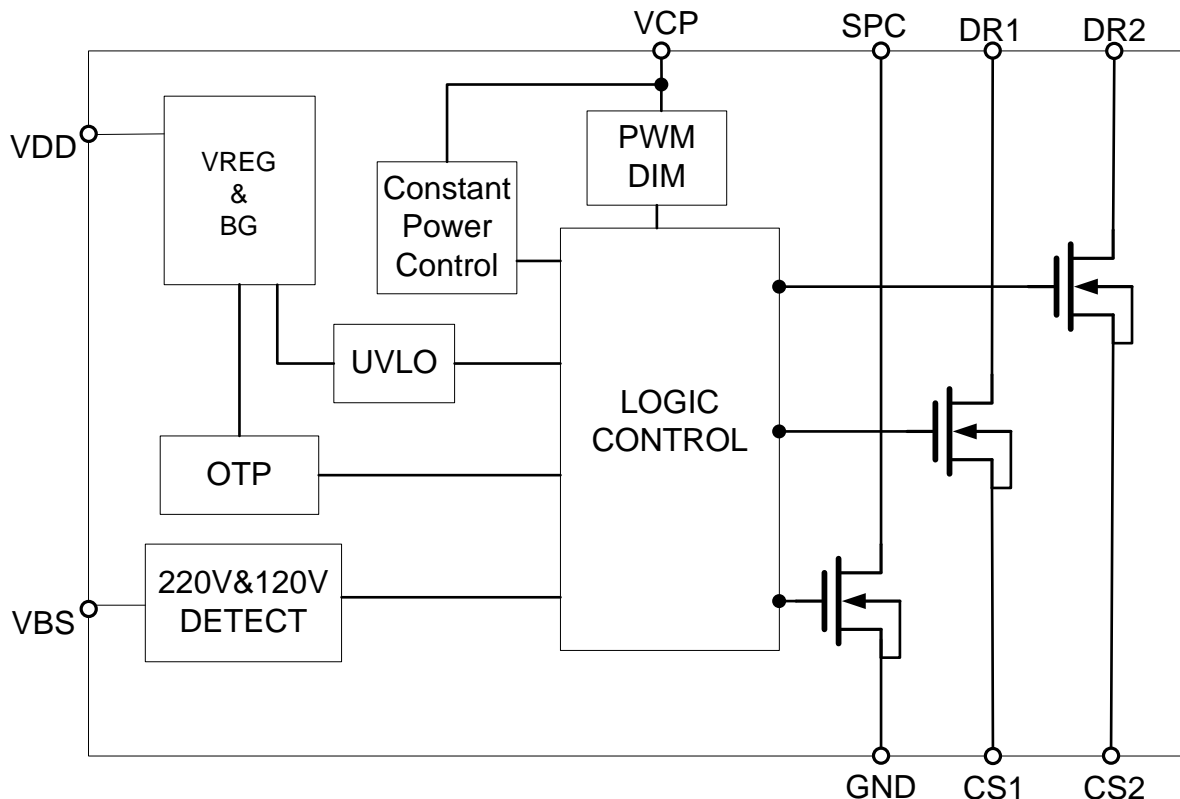 VCP
SPC
DR1
DR2
VDD
VREG
&
BG
PWM
DIM
Constant
Power
Control
UVLO
LOGIC
CONTROL
OTP
220V&120V
DETECT
VBS
GND
CS1
CS2